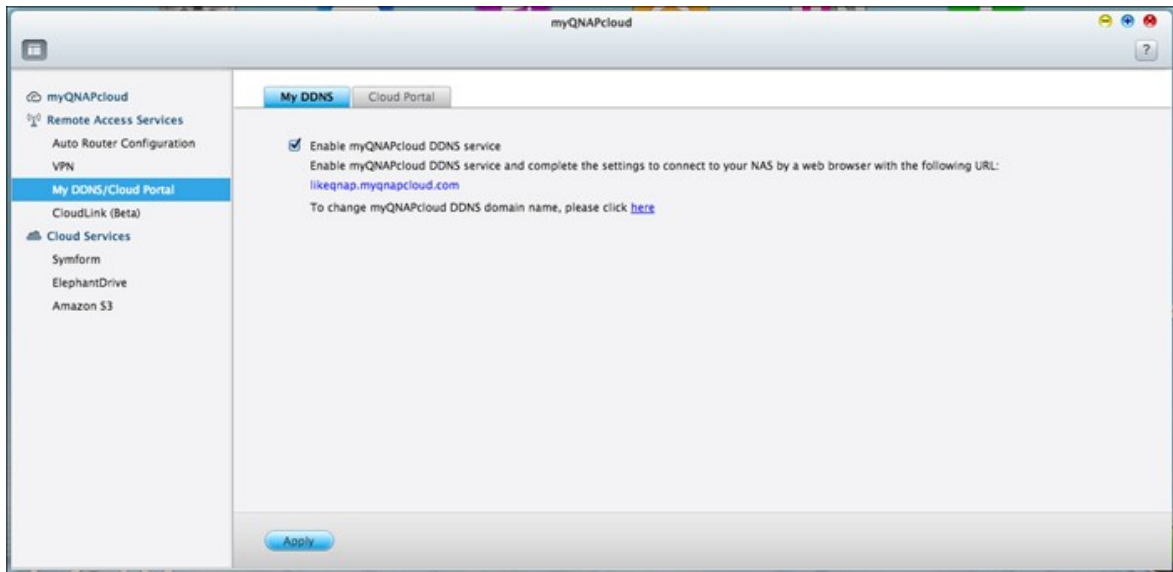 myQNAPcloud
?
myQNAPcloud
Remote Access Services
Auto Router Configuration
VPN
My DDNS/Cloud Portal
CloudLink (Beta)
Cloud Services
Symform
ElephantDrive
Amazon S3
My DDNS
Cloud Portal
Enable myQNAPcloud DDNS service
Enable myQNAPcloud DDNS service and complete the settings to connect to your NAS by a web browser with the following URL:
likeqnap.myqnapcloud.com
To change myQNAPcloud DDNS domain name, please click here
Apply